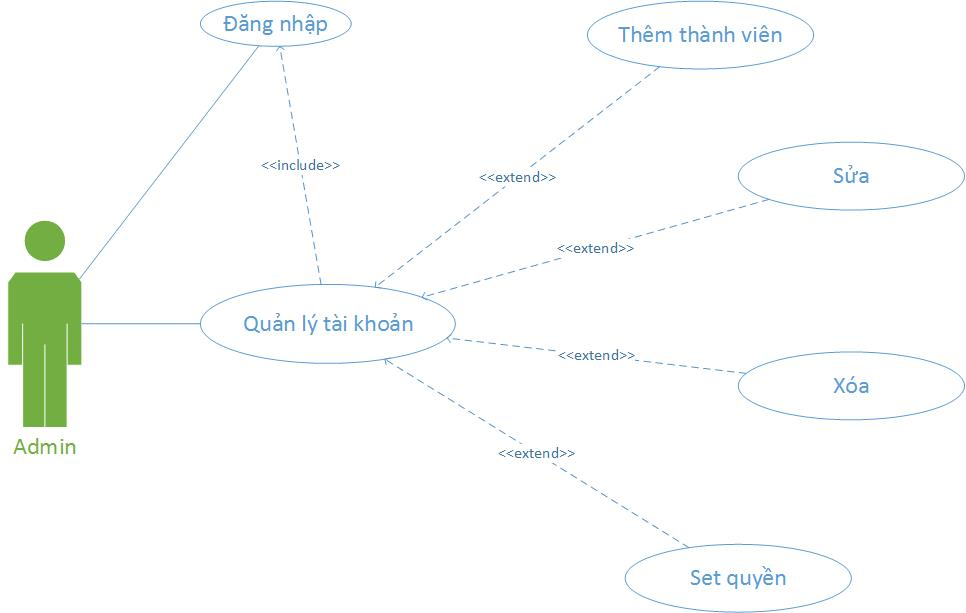 Đăng nhập
Thêm thành viên
<<include>>
<<extend>>
Sửa
<<extend>>
Quản lý tài khoản
<<extend>>
Xóa
Admin
<<extend>>
Set quyền